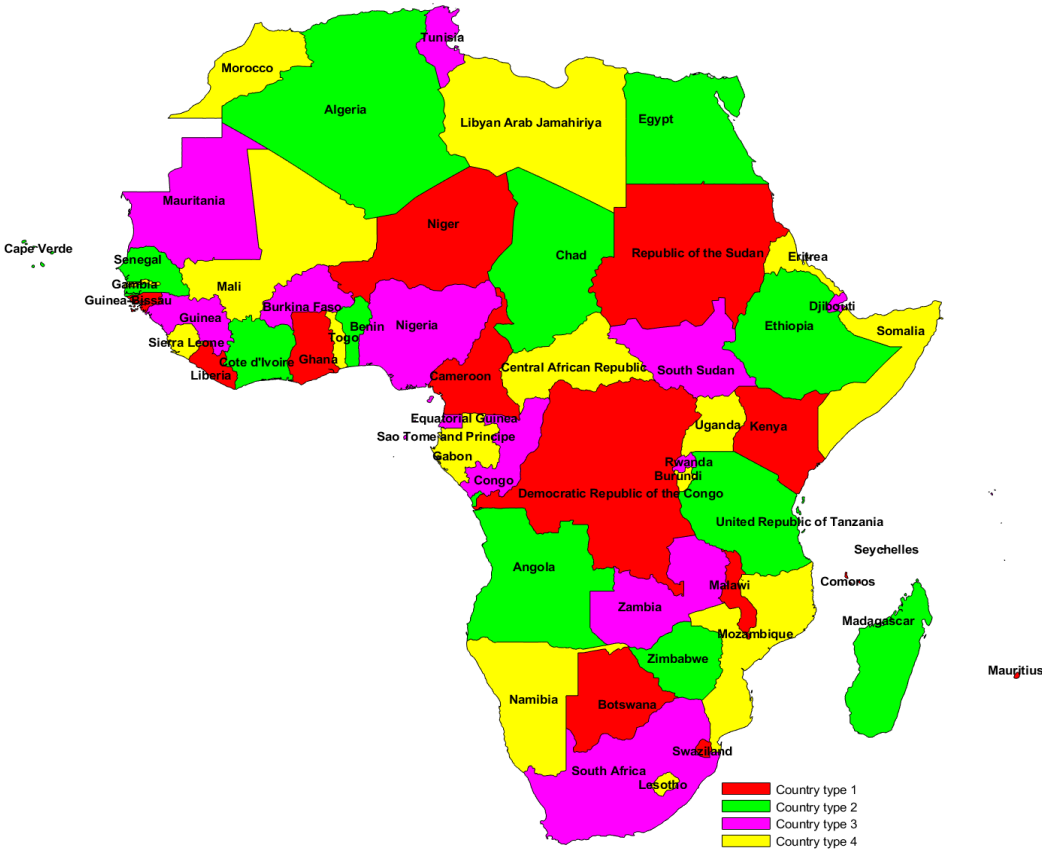 Tunisia
Morocco
Algeria
Libyan Arab Jamahiriya
Egypt
Mauritania
Niger
Cape Verde
Senegal
Chad
Republic of the Sudan
Eritrea
Gambia
Mali
Guinea-Bissau
Burkina Faso
Djibouti
Guinea
Benin
Nigeria
Ethiopia
Somalia
Sierra Leone
Togo
Cote d'Ivoire
Ghana
Central African Republic
South Sudan
Liberia
Cameroon
Equatorial Guinea
Uganda
Kenya
Sao Tome and Principe
Gabon
Rwanda
Congo
Burundi
Democratic Republic of the Congo
United Republic of Tanzania
Seychelles
Angola
Malawi
Comoros
Zambia
Madagascar
Mozambique
Zimbabwe
Mauritius
Namibia
Botswana
Swaziland
South Africa
Lesotho
Country type 1
Country type 2
Country type 3
Country type 4